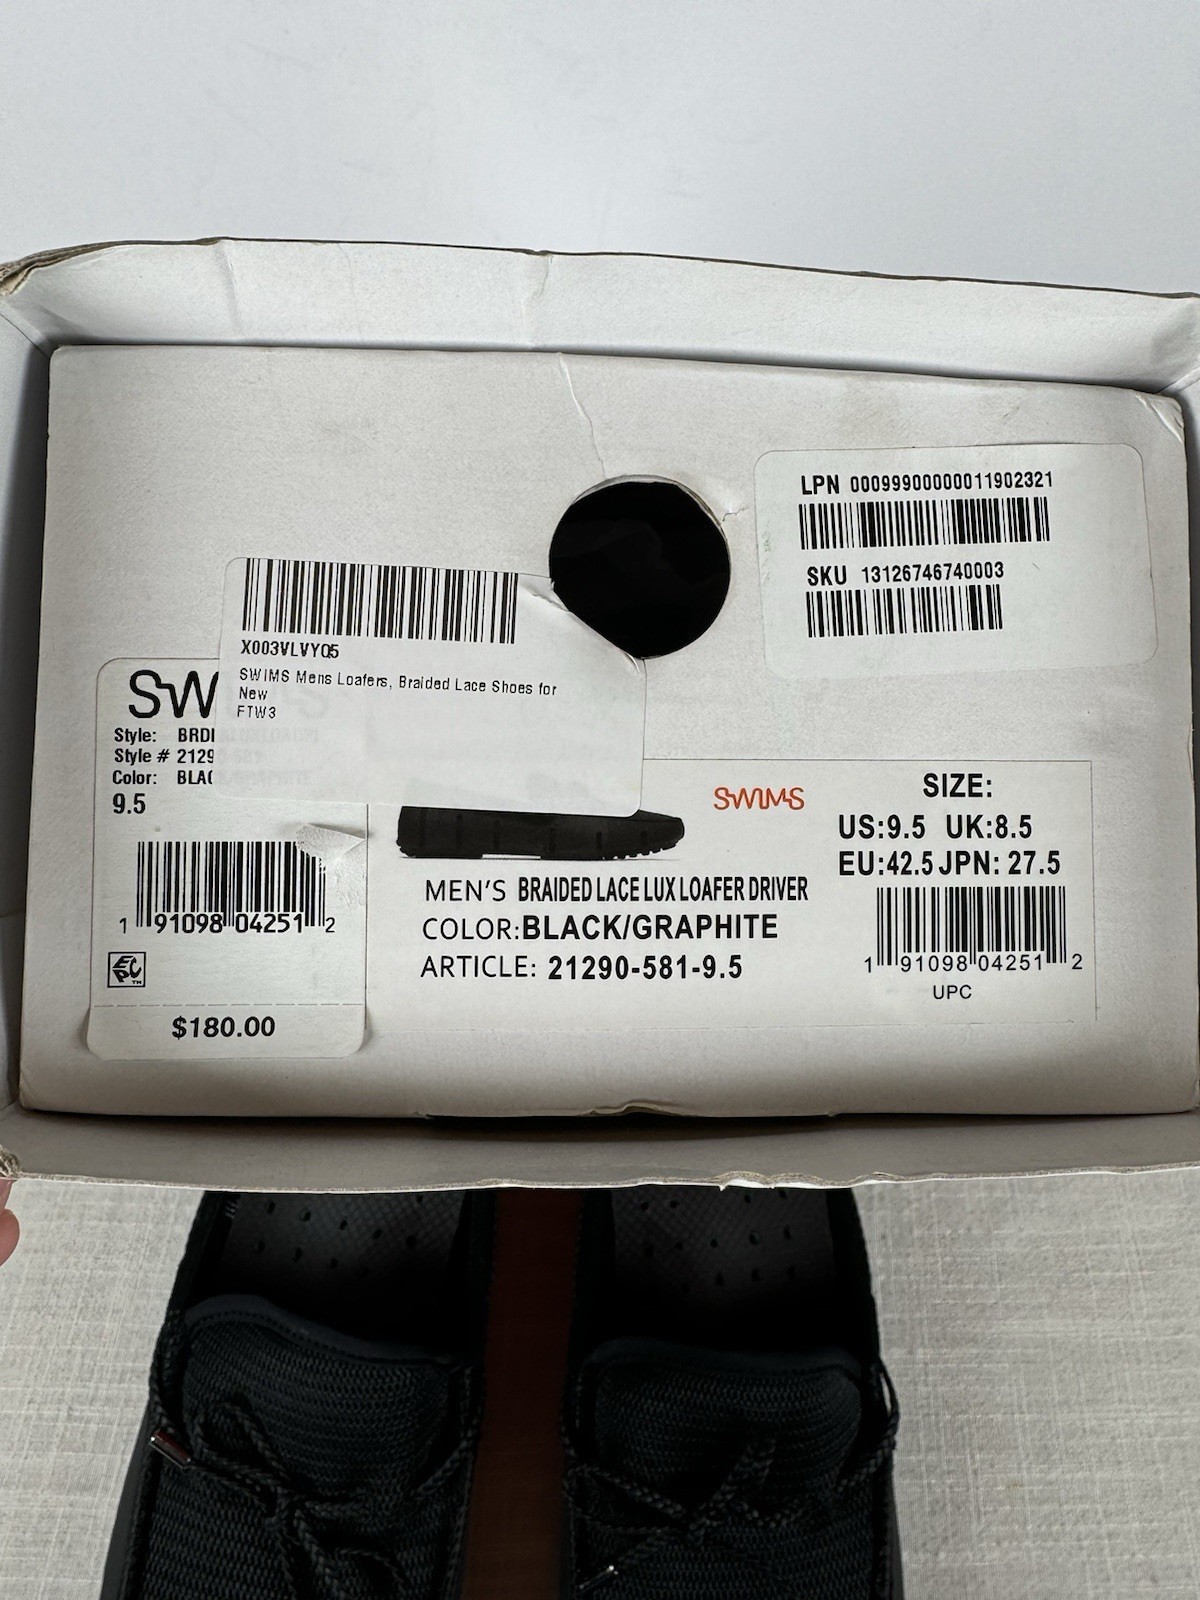 LPN 00099900000011902321
SKU 13126746740003
X003VLVYQ5
SWIMS Mens Loafers, Braided Lace Shoes for
New
FTW3
SW
Style: BRDI
Style # 2129
Color: BLAC
9.5
1 91098 04251 2
$180.00
SWIMS
SIZE:
US:9.5 UK:8.5
EU:42.5 JPN: 27.5
MEN'S BRAIDED LACE LUX LOAFER DRIVER
COLOR:BLACK/GRAPHITE
ARTICLE: 21290-581-9.5
1 91098 04251 2
UPC